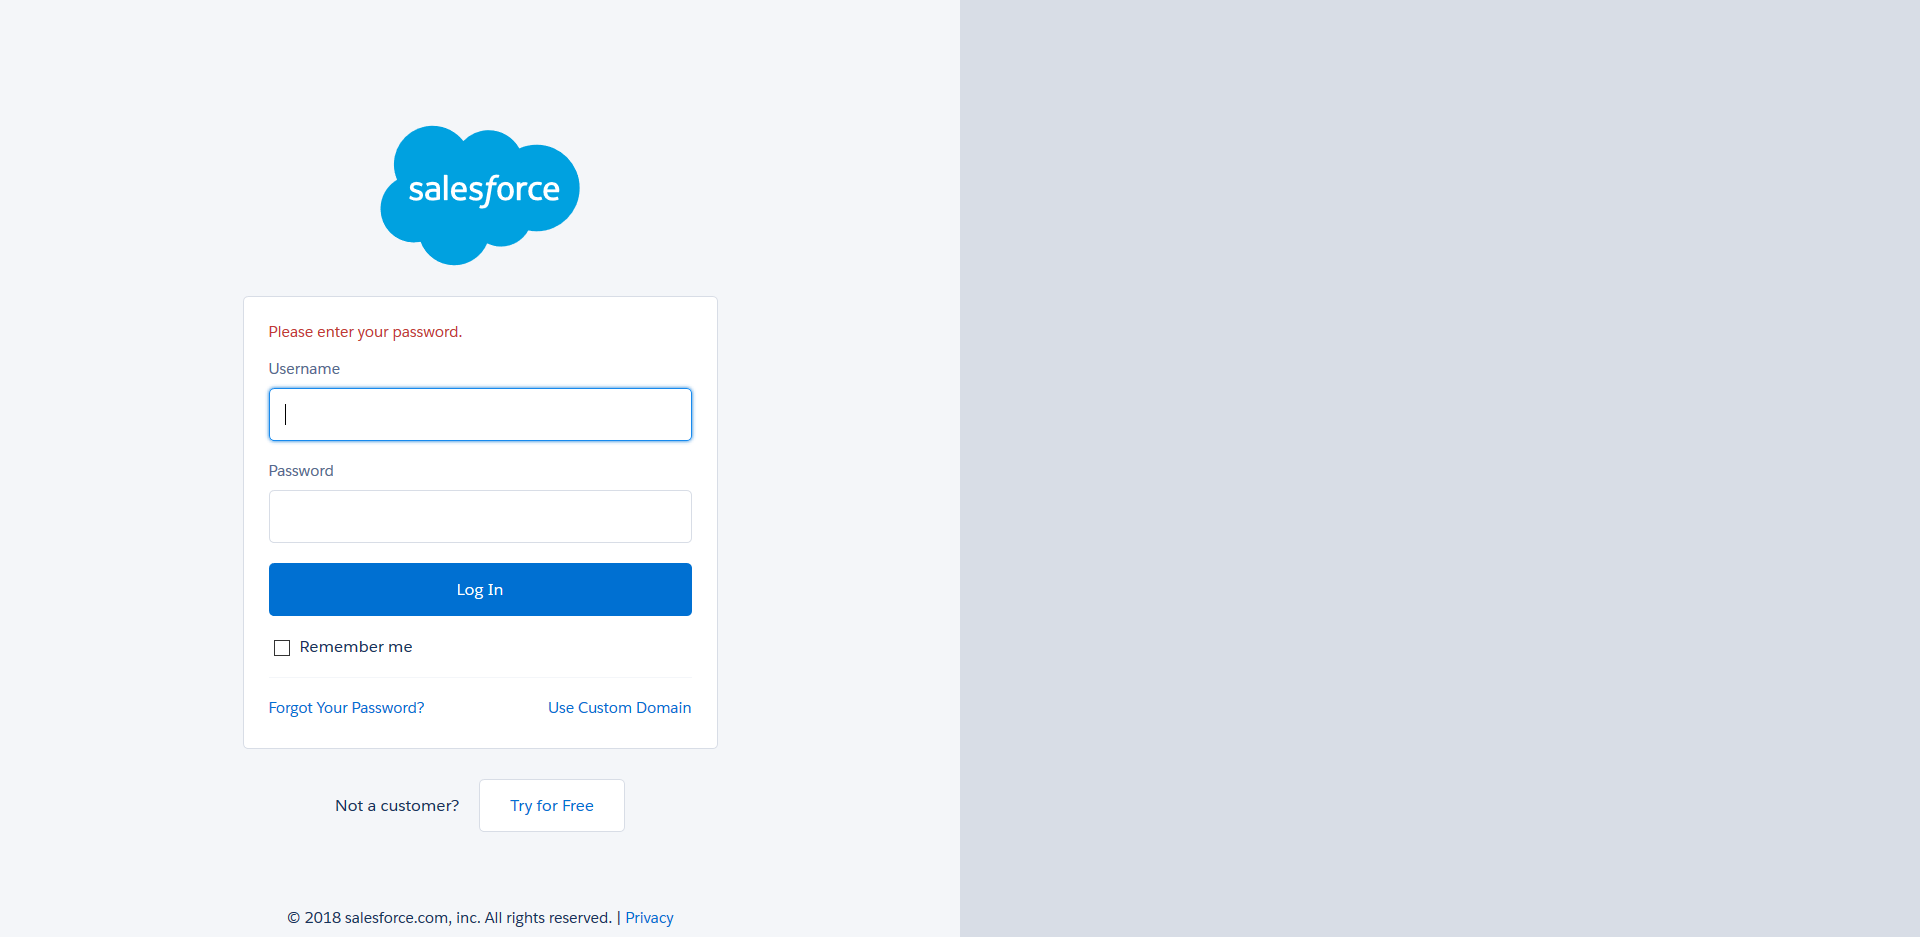 salesforce
Please enter your password.
Username
Password
Log In
Remember me
Forgot Your Password? Use Custom Domain
Not a customer? Try for Free
© 2018 salesforce.com, inc. All rights reserved. | Privacy